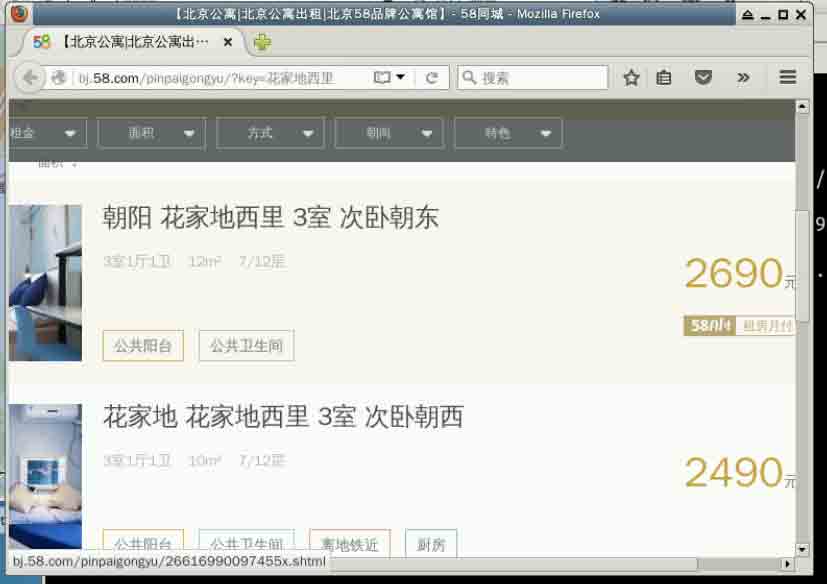 【北京公寓|北京公寓出租|北京58品牌公寓馆】- 58同城 - Mozilla Firefox
58 【北京公寓|北京公寓出…
bj.58.com/pinpaigongyu/?key=花家地西里 搜索
租金 面积 方式 朝向 特色
朝阳 花家地西里 3室 次卧朝东
3室1厅1卫 12m² 7/12层
2690元
58月付 租房月付
公共阳台 公共卫生间
花家地 花家地西里 3室 次卧朝西
3室1厅1卫 10m² 7/12层
2490元
公共阳台 公共卫生间 离地铁近 厨房
bj.58.com/pinpaigongyu/26616990097455x.shtml